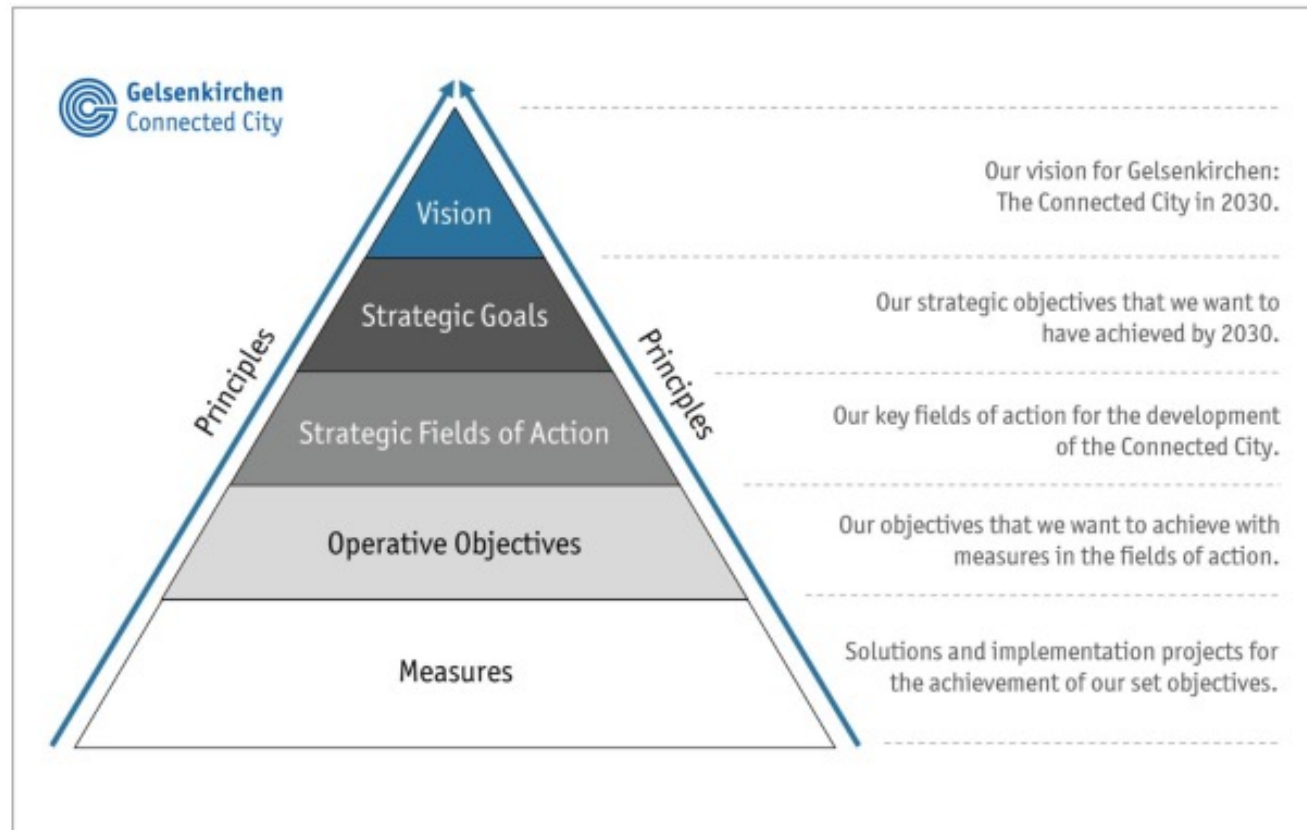 Gelsenkirchen
Connected City
Vision
Our vision for Gelsenkirchen:
The Connected City in 2030.
Strategic Goals
Our strategic objectives that we want to
have achieved by 2030.
Principles
Principles
Strategic Fields of Action
Our key fields of action for the development
of the Connected City.
Operative Objectives
Our objectives that we want to achieve with
measures in the fields of action.
Measures
Solutions and implementation projects for
the achievement of our set objectives.